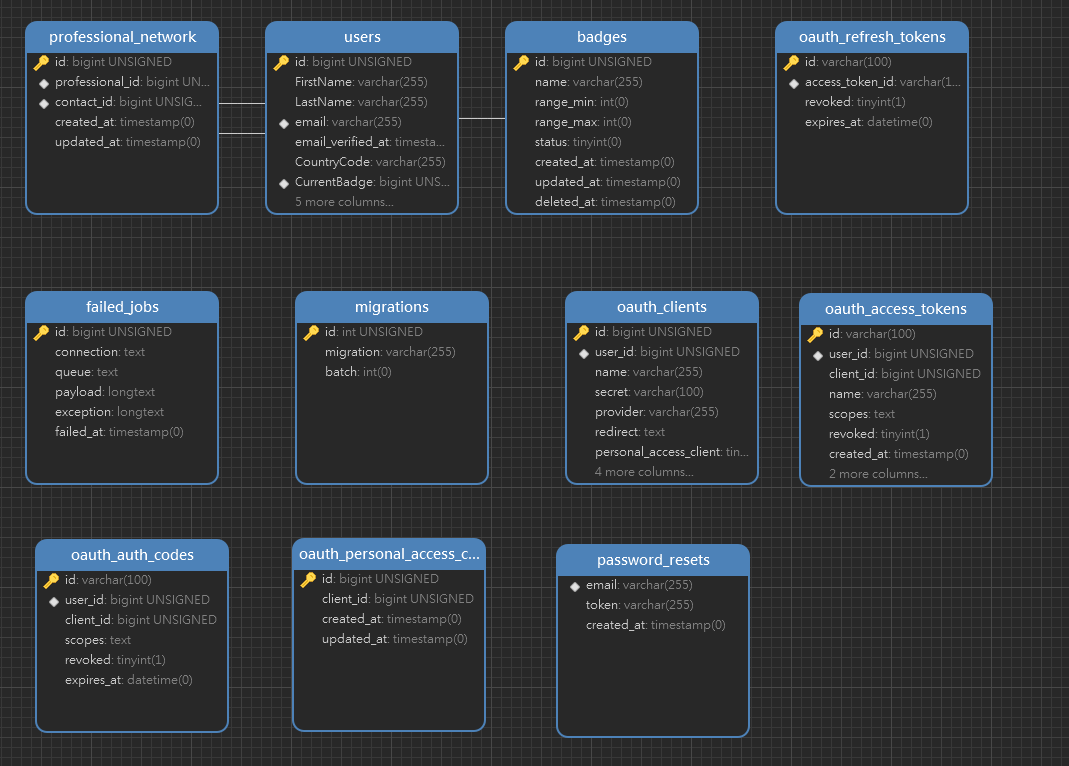 professional_network
id: bigint UNSIGNED
professional_id: bigint UN...
contact_id: bigint UNSIG...
created_at: timestamp(0)
updated_at: timestamp(0)
users
id: bigint UNSIGNED
FirstName: varchar(255)
LastName: varchar(255)
email: varchar(255)
email_verified_at: timesta...
CountryCode: varchar(255)
CurrentBadge: bigint UNS...
5 more columns...
badges
id: bigint UNSIGNED
name: varchar(255)
range_min: int(0)
range_max: int(0)
status: tinyint(0)
created_at: timestamp(0)
updated_at: timestamp(0)
deleted_at: timestamp(0)
oauth_refresh_tokens
id: varchar(100)
access_token_id: varchar(1...
revoked: tinyint(1)
expires_at: datetime(0)
failed_jobs
id: bigint UNSIGNED
connection: text
queue: text
payload: longtext
exception: longtext
failed_at: timestamp(0)
migrations
id: int UNSIGNED
migration: varchar(255)
batch: int(0)
oauth_clients
id: bigint UNSIGNED
user_id: bigint UNSIGNED
name: varchar(255)
secret: varchar(100)
provider: varchar(255)
redirect: text
personal_access_client: tin...
4 more columns...
oauth_access_tokens
id: varchar(100)
user_id: bigint UNSIGNED
client_id: bigint UNSIGNED
name: varchar(255)
scopes: text
revoked: tinyint(1)
created_at: timestamp(0)
2 more columns...
oauth_auth_codes
id: varchar(100)
user_id: bigint UNSIGNED
client_id: bigint UNSIGNED
scopes: text
revoked: tinyint(1)
expires_at: datetime(0)
oauth_personal_access_c...
id: bigint UNSIGNED
client_id: bigint UNSIGNED
created_at: timestamp(0)
updated_at: timestamp(0)
password_resets
email: varchar(255)
token: varchar(255)
created_at: timestamp(0)